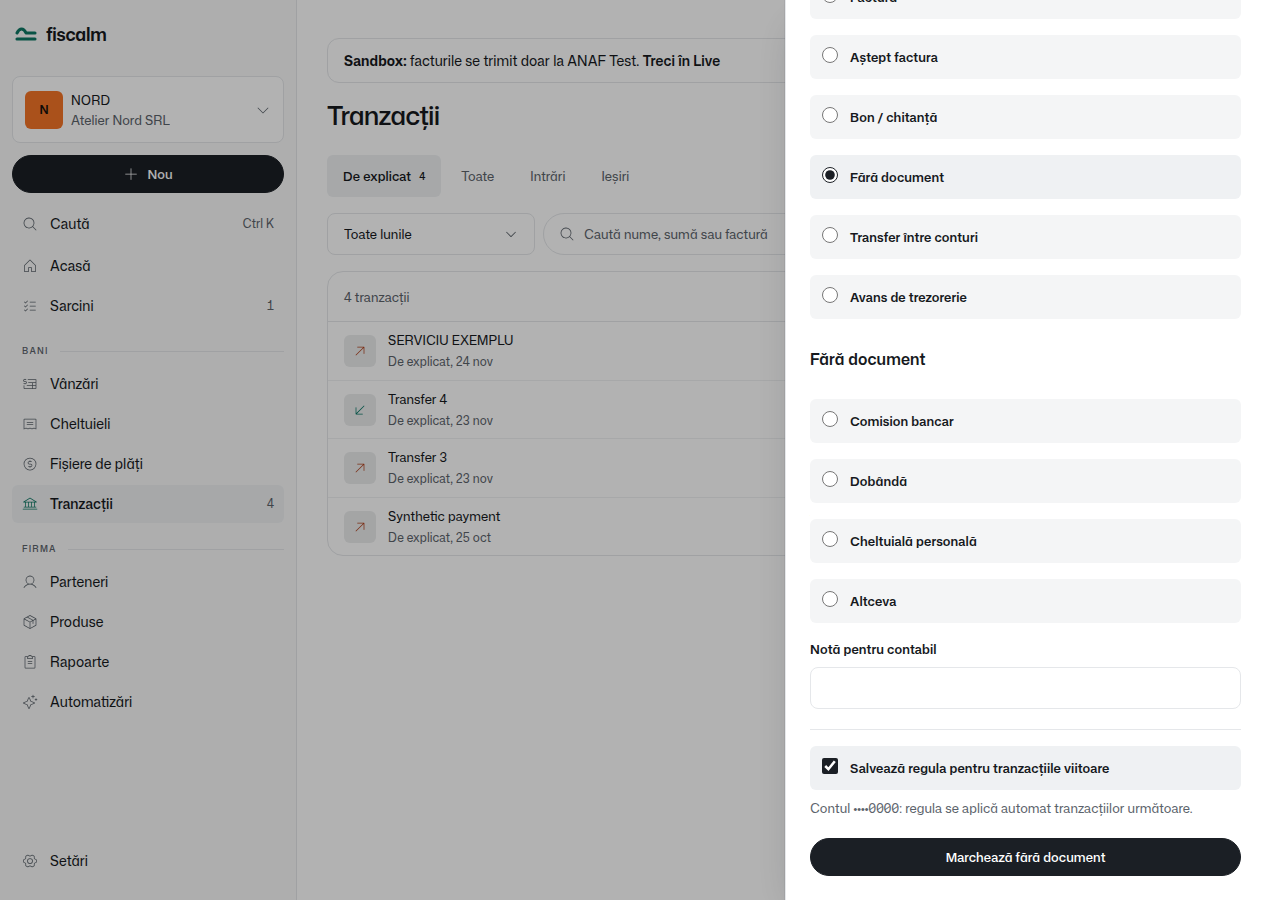 fiscalm
N
NORD
Atelier Nord SRL
Nou
Caută
Ctrl K
Acasă
Sarcini
1
BANI
Vânzări
Cheltuieli
Fișiere de plăți
Tranzacții
4
FIRMA
Parteneri
Produse
Rapoarte
Automatizări
Setări
Sandbox: facturile se trimit doar la ANAF Test. Treci în Live
Tranzacții
De explicat 4
Toate
Intrări
Ieșiri
Toate lunile
Caută nume, sumă sau factură
4 tranzacții
SERVICIU EXEMPLU
De explicat, 24 nov
Transfer 4
De explicat, 23 nov
Transfer 3
De explicat, 23 nov
Synthetic payment
De explicat, 25 oct
Factură
Aștept factura
Bon / chitanță
Fără document
Transfer între conturi
Avans de trezorerie
Fără document
Comision bancar
Dobândă
Cheltuială personală
Altceva
Notă pentru contabil
Salvează regula pentru tranzacțiile viitoare
Contul ••••0000: regula se aplică automat tranzacțiilor următoare.
Marchează fără document